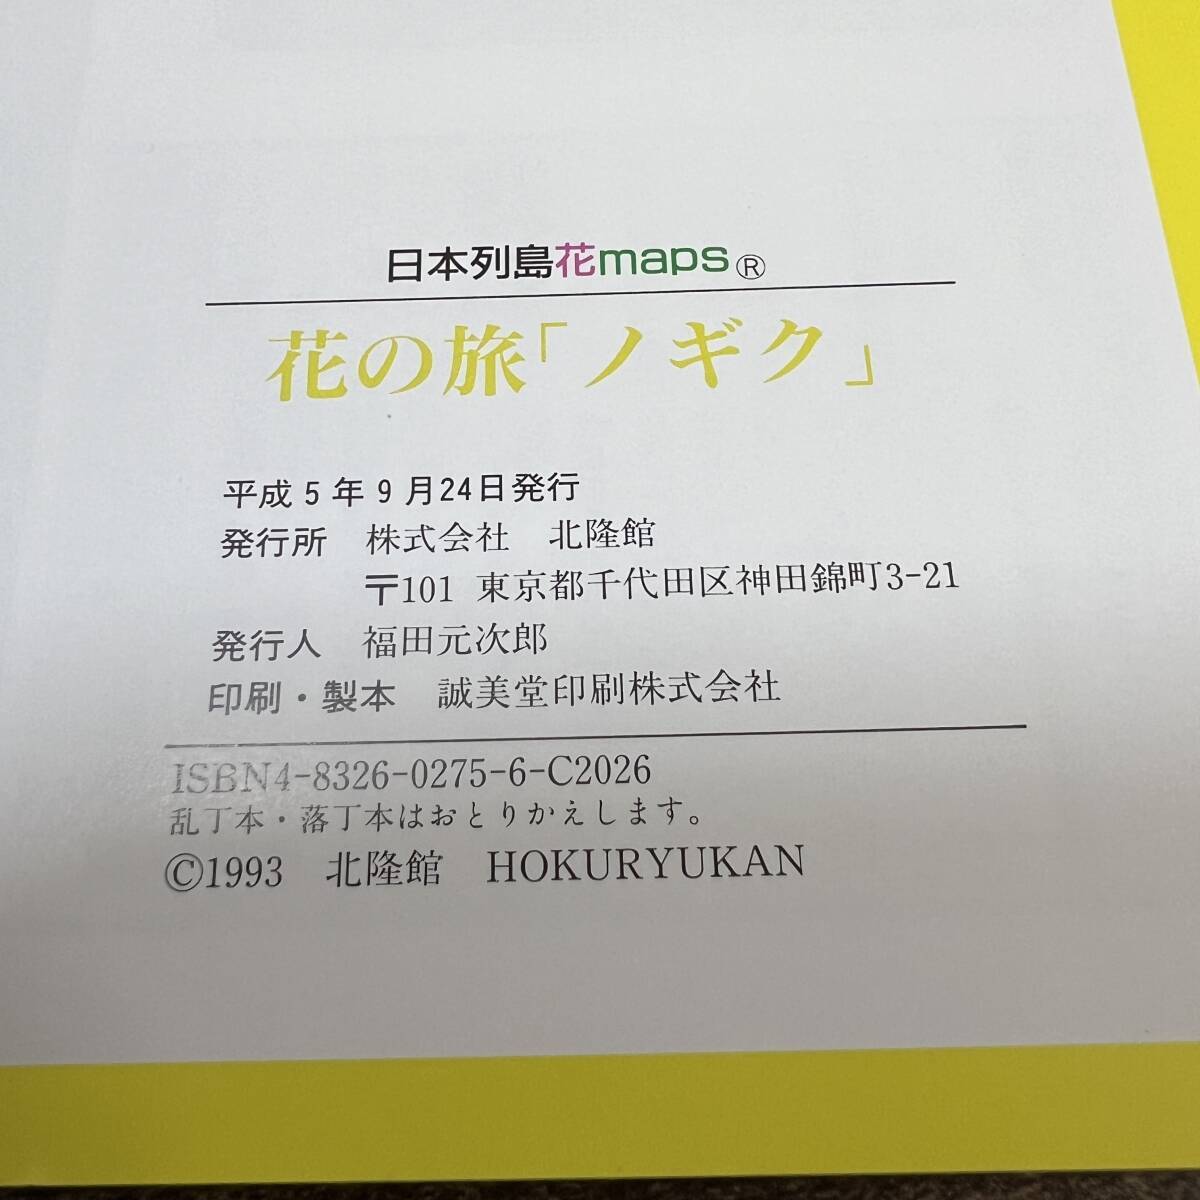 日本列島花maps®
花の旅「ノギク」
平成5年9月24日発行
発行所 株式会社 北隆館
〒101 東京都千代田区神田錦町3-21
発行人 福田元次郎
印刷・製本 誠美堂印刷株式会社
ISBN4-8326-0275-6-C2026
乱丁本・落丁本はおとりかえします。
©1993 北隆館 HOKURYUKAN